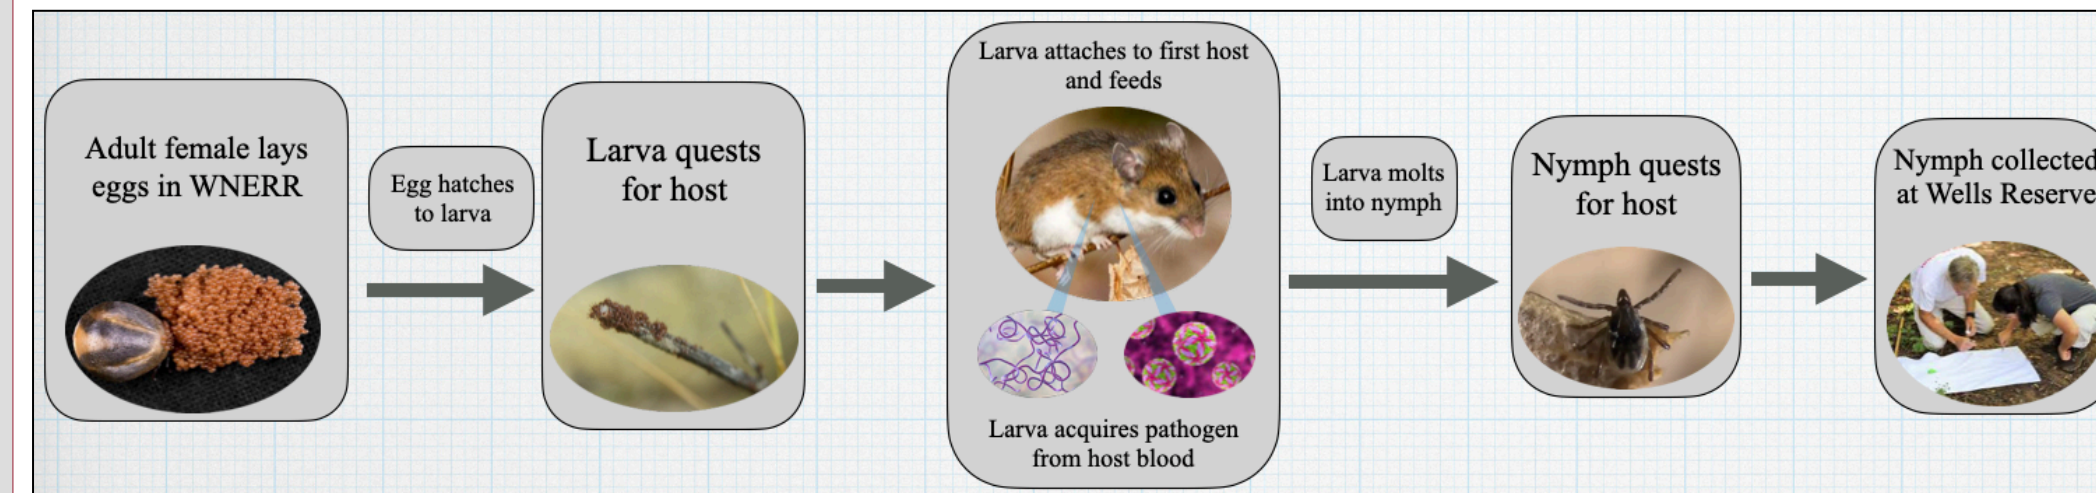 Adult female lays
eggs in WNERR
Egg hatches
to larva
Larva quests
for host
Larva attaches to first host
and feeds
Larva acquires pathogen
from host blood
Larva molts
into nymph
Nymph quests
for host
Nymph collected
at Wells Reserve